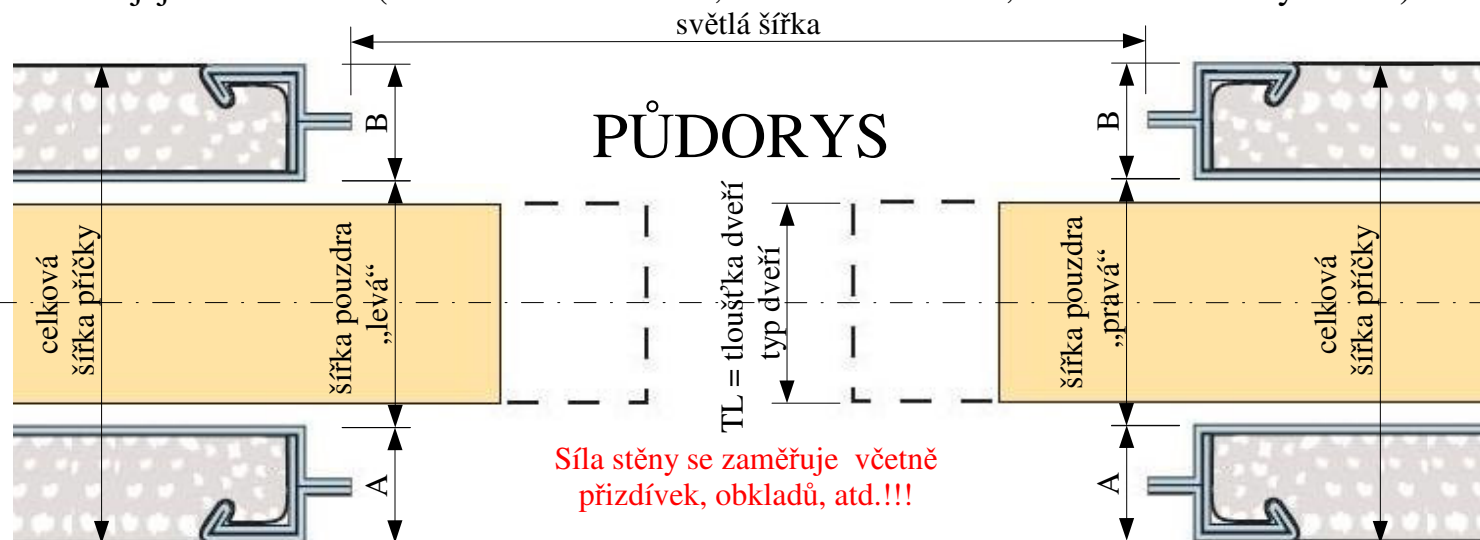 světlá šířka
B
PŮDORYS
B
celková
šířka příčky
šířka pouzdra
„levá“
TL = tloušťka dveří
typ dveří
šířka pouzdra
„pravá“
celková
šířka příčky
A
Síla stěny se zaměřuje včetně
přizdívek, obkladů, atd.!!!
A